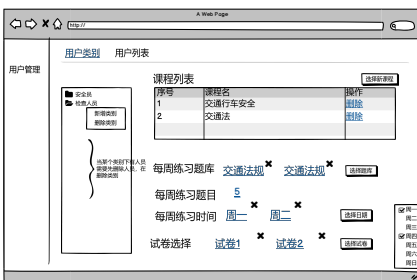 A Web Page
http://
用户类别 用户列表
用户管理
课程列表
选择新课程
安全员
检查人员
新增类别
删除类别
序号 课程名 操作
1 交通行车安全 删除
2 交通法 删除
当某个类别下有人员
需要先删除人员，在
删除类别
每周练习题库 交通法规 交通法规 选择题库
每周练习题目 5
每周练习时间 周一 周二 选择日期
试卷选择 试卷1 试卷2 选择试卷
周一
周二
周三
周四
周五
周六
周日